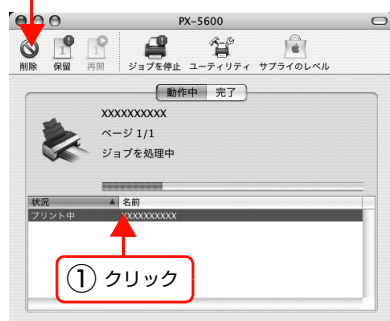 PX-5600
削除 保留 再開 ジョブを停止 ユーティリティ サプライのレベル
動作中 完了
XXXXXXXXXX
ページ 1/1
ジョブを処理中
状況 名前
プリント中 XXXXXXXXXX
① クリック